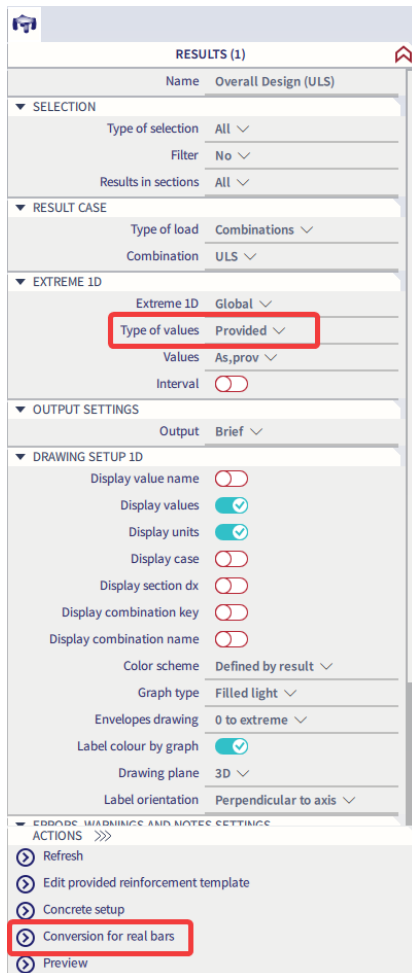 RESULTS (1)
Name Overall Design (ULS)
SELECTION
Type of selection All
Filter No
Results in sections All
RESULT CASE
Type of load Combinations
Combination ULS
EXTREME 1D
Extreme 1D Global
Type of values Provided
Values As,prov
Interval
OUTPUT SETTINGS
Output Brief
DRAWING SETUP 1D
Display value name
Display values
Display units
Display case
Display section dx
Display combination key
Display combination name
Color scheme Defined by result
Graph type Filled light
Envelopes drawing 0 to extreme
Label colour by graph
Drawing plane 3D
Label orientation Perpendicular to axis
ERRORS, WARNINGS AND NOTES SETTINGS
ACTIONS >>>
Refresh
Edit provided reinforcement template
Concrete setup
Conversion for real bars
Preview